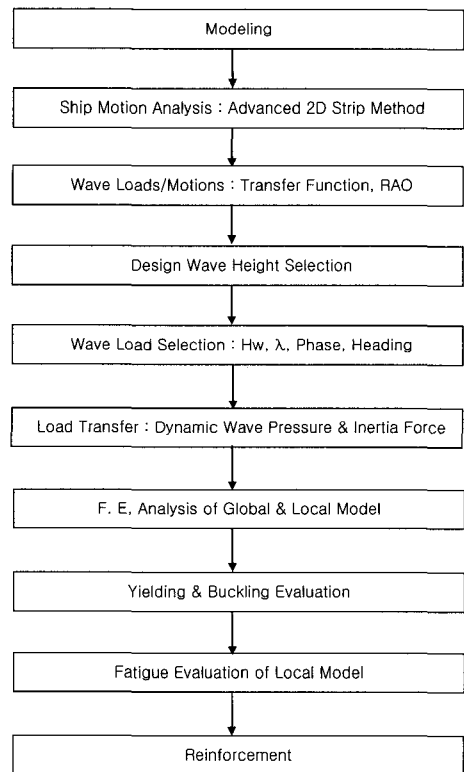 Modeling
Ship Motion Analysis : Advanced 2D Strip Method
Wave Loads/Motions : Transfer Function, RAO
Design Wave Height Selection
Wave Load Selection : Hw, λ, Phase, Heading
Load Transfer : Dynamic Wave Pressure & Inertia Force
F. E, Analysis of Global & Local Model
Yielding & Buckling Evaluation
Fatigue Evaluation of Local Model
Reinforcement